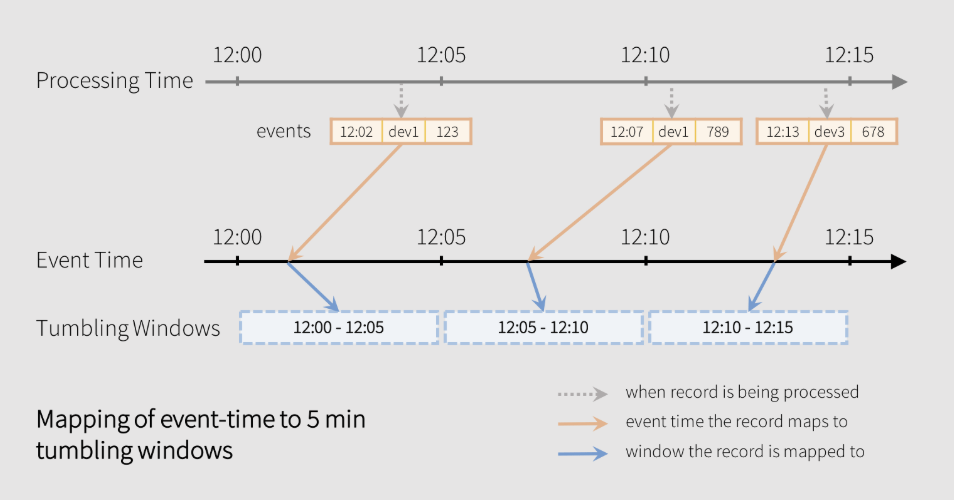 12:00 12:05 12:10 12:15
Processing Time
events 12:02 dev1 123 12:07 dev1 789 12:13 dev3 678
12:00 12:05 12:10 12:15
Event Time
Tumbling Windows 12:00 - 12:05 12:05 - 12:10 12:10 - 12:15
when record is being processed
Mapping of event-time to 5 min
tumbling windows
event time the record maps to
window the record is mapped to